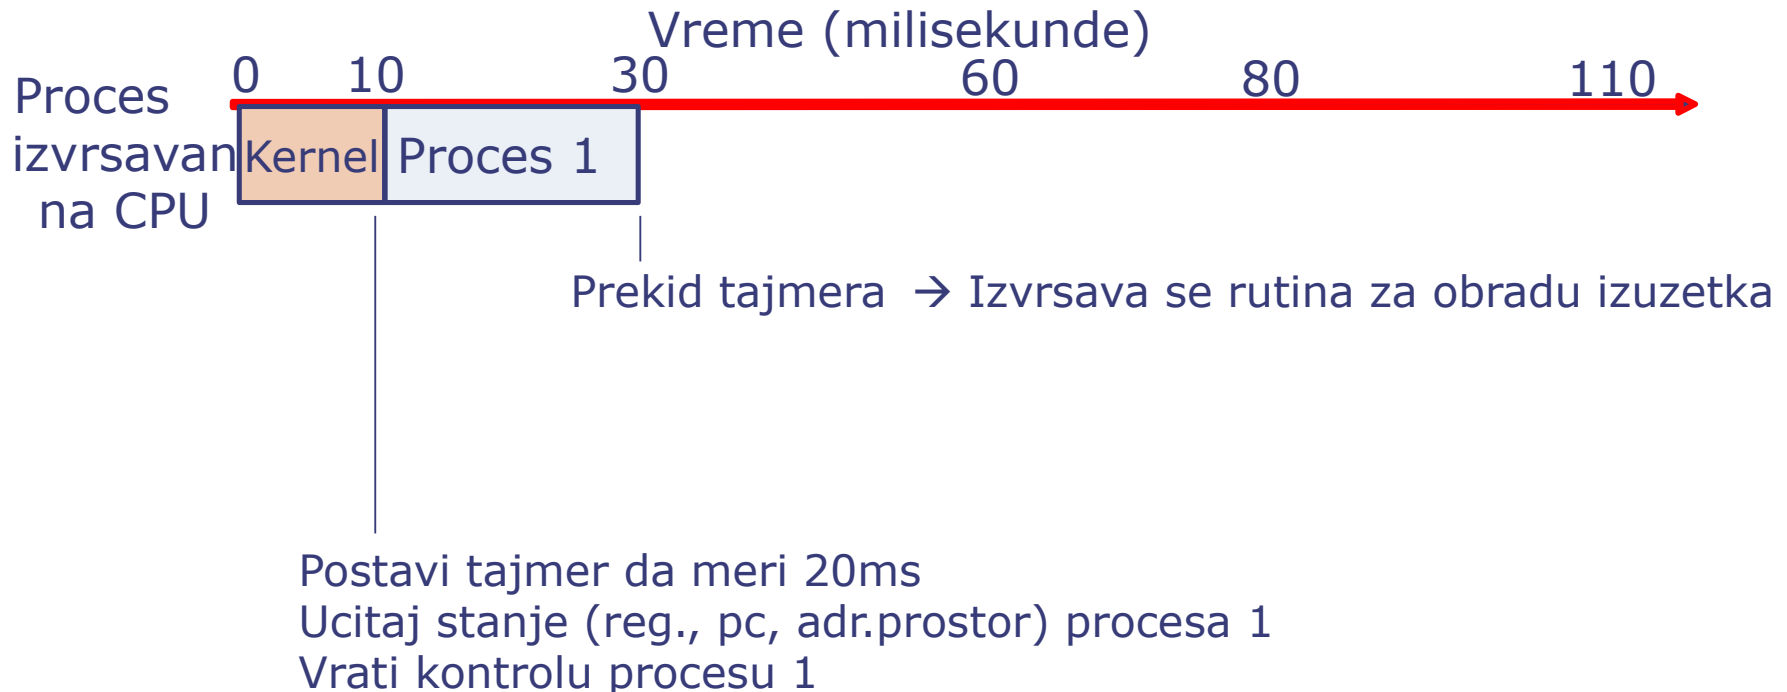 Vreme (milisekunde)
0 10 30 60 80 110
Proces
izvrsavan
na CPU
Kernel
Proces 1
Prekid tajmera → Izvrsava se rutina za obradu izuzetka
Postavi tajmer da meri 20ms
Ucitaj stanje (reg., pc, adr.prostor) procesa 1
Vrati kontrolu procesu 1